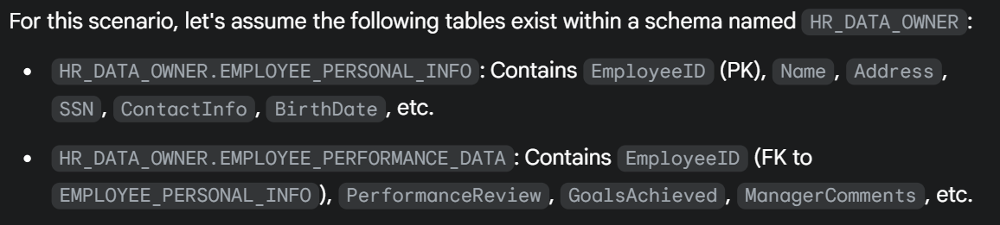 For this scenario, let's assume the following tables exist within a schema named HR_DATA_OWNER:
• HR_DATA_OWNER.EMPLOYEE_PERSONAL_INFO: Contains EmployeeID (PK), Name, Address,
SSN, ContactInfo, BirthDate, etc.
• HR_DATA_OWNER.EMPLOYEE_PERFORMANCE_DATA: Contains EmployeeID (FK to
EMPLOYEE_PERSONAL_INFO), PerformanceReview, GoalsAchieved, ManagerComments, etc.